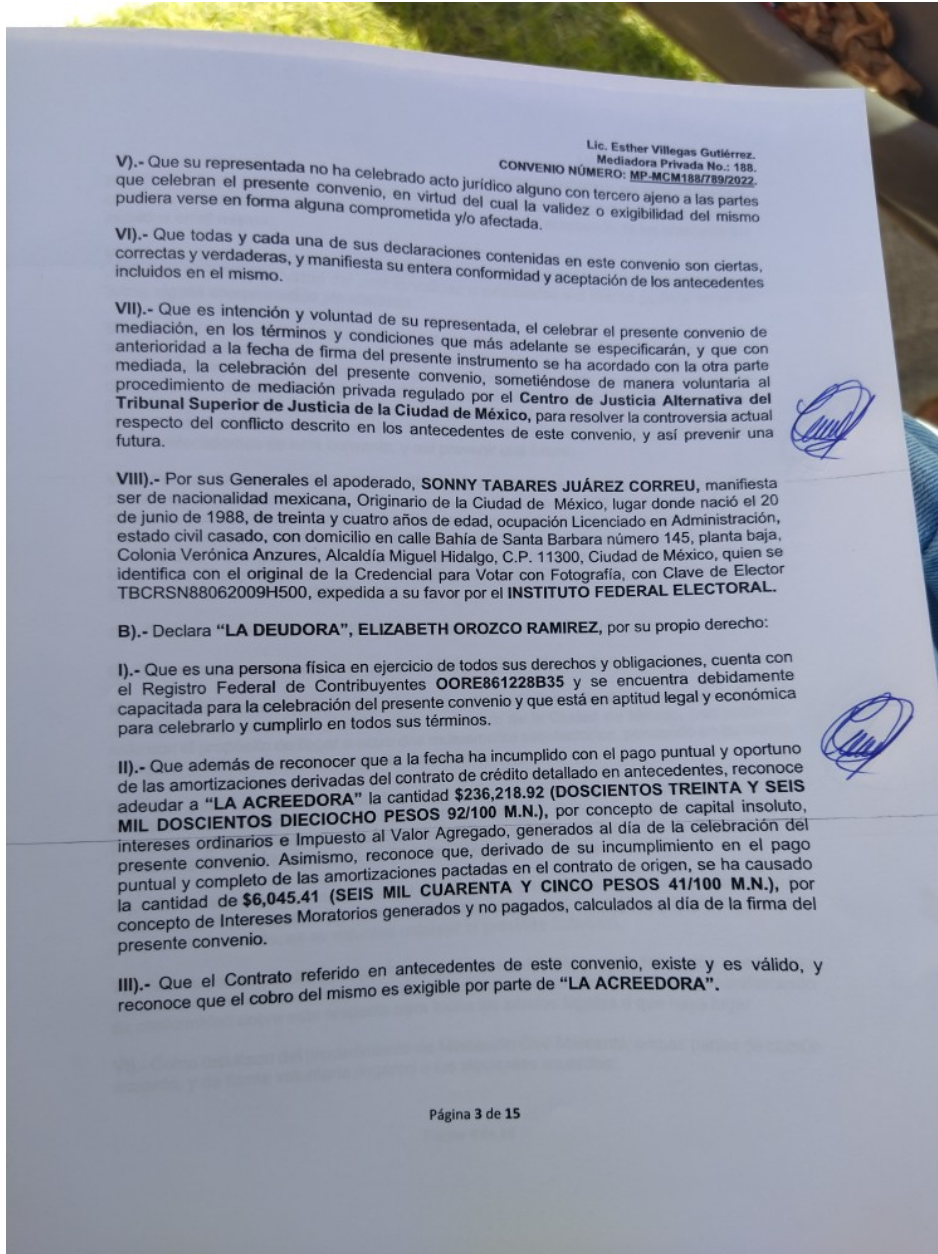 Lic. Esther Villegas Gutiérrez.
Mediadora Privada No.: 188.
CONVENIO NÚMERO: MP-MCM188/789/2022.
V).- Que su representada no ha celebrado acto jurídico alguno con tercero ajeno a las partes
que celebran el presente convenio, en virtud del cual la validez o exigibilidad del mismo
pudiera verse en forma alguna comprometida y/o afectada.
VI).- Que todas y cada una de sus declaraciones contenidas en este convenio son ciertas,
correctas y verdaderas, y manifiesta su entera conformidad y aceptación de los antecedentes
incluidos en el mismo.
VII).- Que es intención y voluntad de su representada, el celebrar el presente convenio de
mediación, en los términos y condiciones que más adelante se especificarán, y que con
anterioridad a la fecha de firma del presente instrumento se ha acordado con la otra parte
mediada, la celebración del presente convenio, sometiéndose de manera voluntaria al
procedimiento de mediación privada regulado por el Centro de Justicia Alternativa del
Tribunal Superior de Justicia de la Ciudad de México, para resolver la controversia actual
respecto del conflicto descrito en los antecedentes de este convenio, y así prevenir una
futura.
VIII).- Por sus Generales el apoderado, SONNY TABARES JUÁREZ CORREU, manifiesta
ser de nacionalidad mexicana, Originario de la Ciudad de México, lugar donde nació el 20
de junio de 1988, de treinta y cuatro años de edad, ocupación Licenciado en Administración,
estado civil casado, con domicilio en calle Bahía de Santa Barbara número 145, planta baja,
Colonia Verónica Anzures, Alcaldía Miguel Hidalgo, C.P. 11300, Ciudad de México, quien se
identifica con el original de la Credencial para Votar con Fotografía, con Clave de Elector
TBCRSN88062009H500, expedida a su favor por el INSTITUTO FEDERAL ELECTORAL.
B).- Declara “LA DEUDORA”, ELIZABETH OROZCO RAMIREZ, por su propio derecho:
I).- Que es una persona física en ejercicio de todos sus derechos y obligaciones, cuenta con
el Registro Federal de Contribuyentes OORE861228B35 y se encuentra debidamente
capacitada para la celebración del presente convenio y que está en aptitud legal y económica
para celebrarlo y cumplirlo en todos sus términos.
II).- Que además de reconocer que a la fecha ha incumplido con el pago puntual y oportuno
de las amortizaciones derivadas del contrato de crédito detallado en antecedentes, reconoce
adeudar a “LA ACREEDORA” la cantidad $236,218.92 (DOSCIENTOS TREINTA Y SEIS
MIL DOSCIENTOS DIECIOCHO PESOS 92/100 M.N.), por concepto de capital insoluto,
intereses ordinarios e Impuesto al Valor Agregado, generados al día de la celebración del
presente convenio. Asimismo, reconoce que, derivado de su incumplimiento en el pago
puntual y completo de las amortizaciones pactadas en el contrato de origen, se ha causado
la cantidad de $6,045.41 (SEIS MIL CUARENTA Y CINCO PESOS 41/100 M.N.), por
concepto de Intereses Moratorios generados y no pagados, calculados al día de la firma del
presente convenio.
III).- Que el Contrato referido en antecedentes de este convenio, existe y es válido, y
reconoce que el cobro del mismo es exigible por parte de “LA ACREEDORA”.
Página 3 de 15